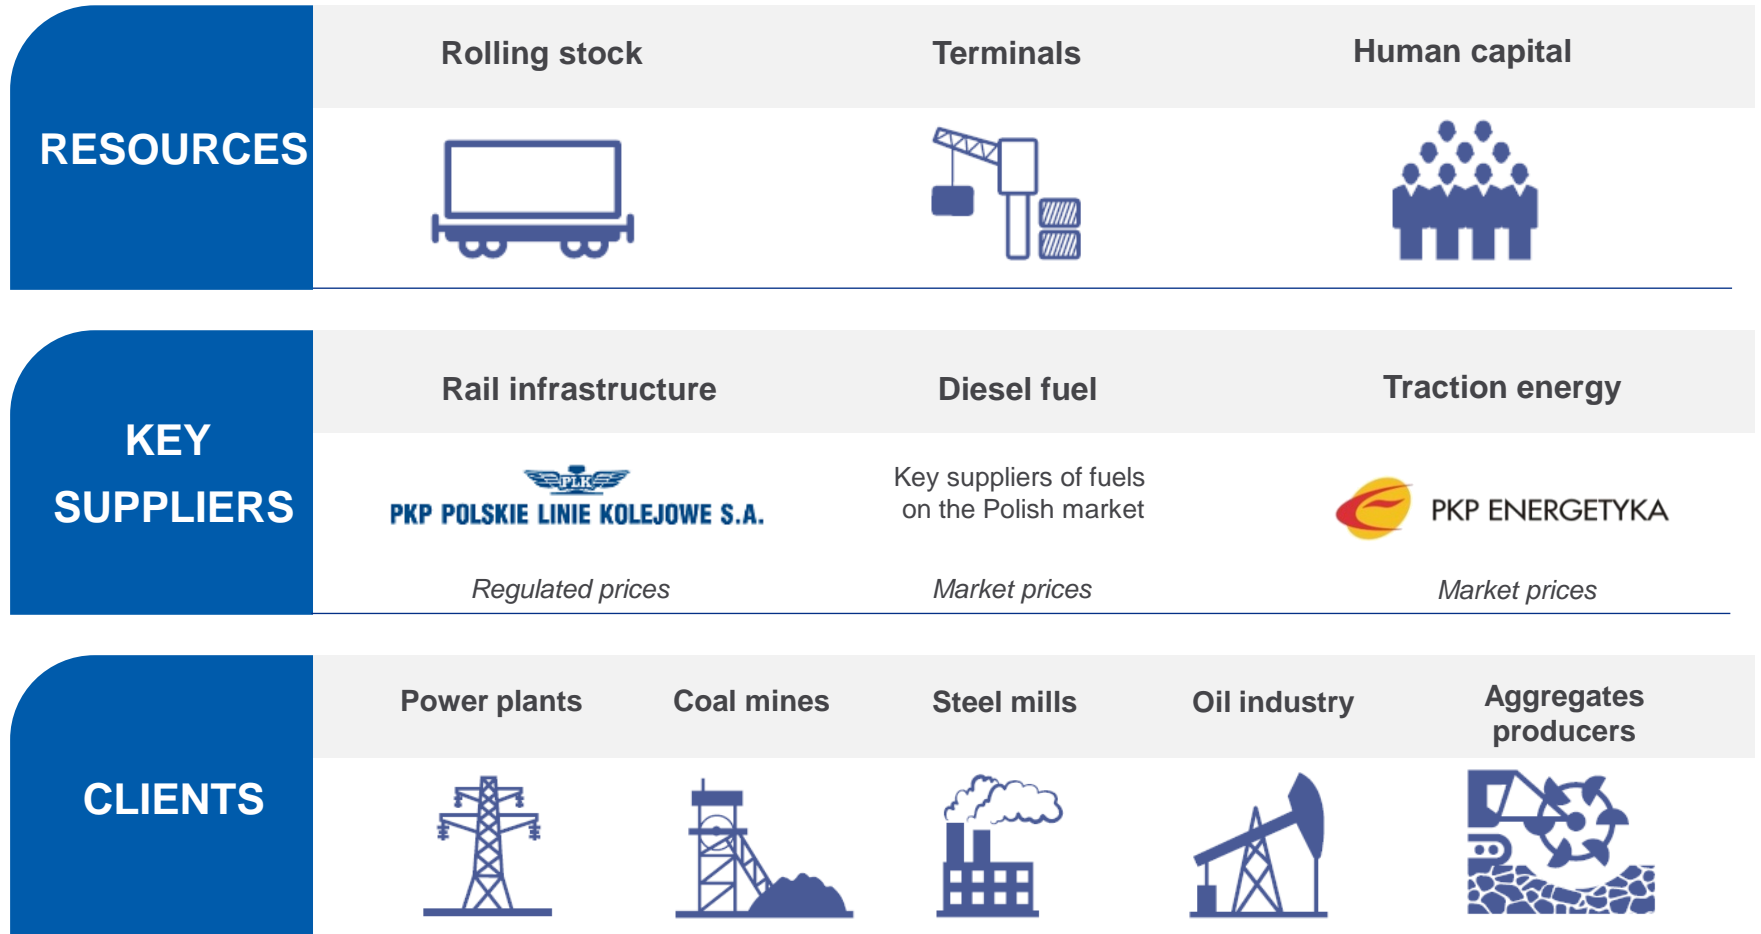 RESOURCES
Rolling stock
Terminals
Human capital
KEY
SUPPLIERS
Rail infrastructure
Diesel fuel
Traction energy
PLK
PKP POLSKIE LINIE KOLEJOWE S.A.
Key suppliers of fuels
on the Polish market
PKP ENERGETYKA
Regulated prices
Market prices
Market prices
CLIENTS
Power plants
Coal mines
Steel mills
Oil industry
Aggregates
producers